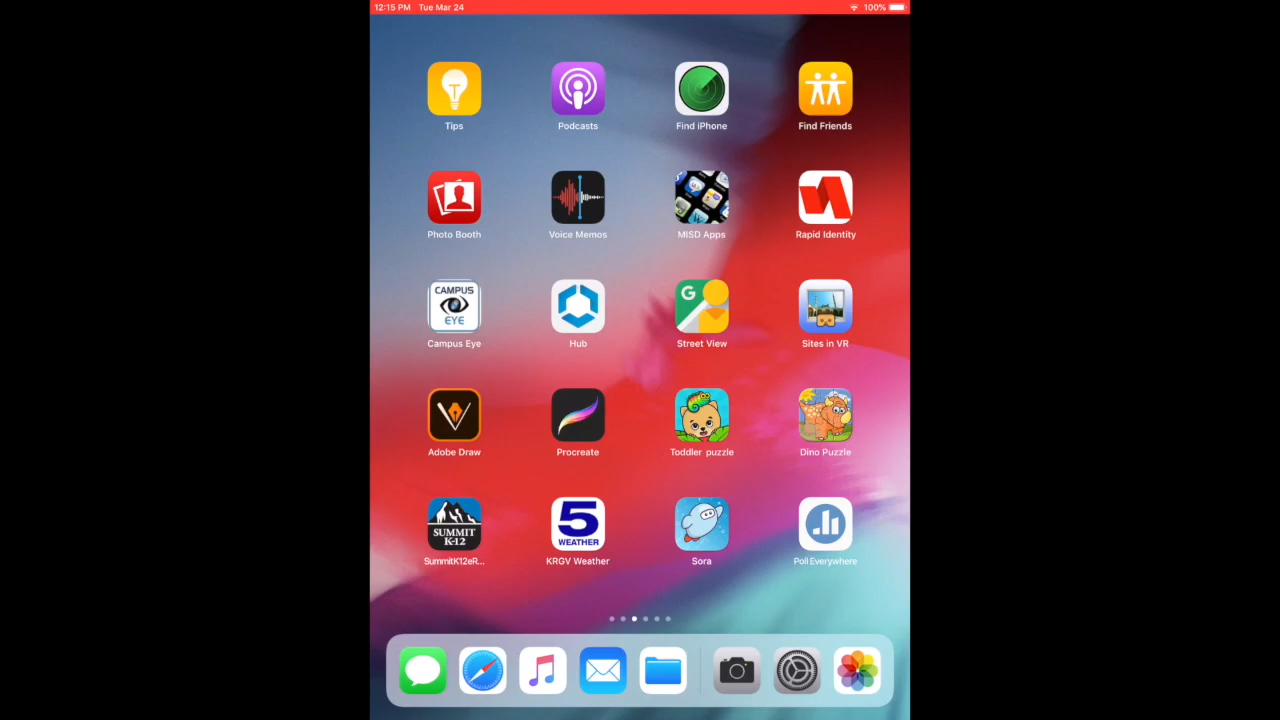 12:15 PM Tue Mar 24 100%
Tips Podcasts Find iPhone Find Friends
Photo Booth Voice Memos MISD Apps Rapid Identity
CAMPUS
EYE
G
Campus Eye Hub Street View Sites in VR
Adobe Draw Procreate Toddler puzzle Dino Puzzle
SUMMIT
K-12
5
WEATHER
SummitK12eR... KRGV Weather Sora Poll Everywhere